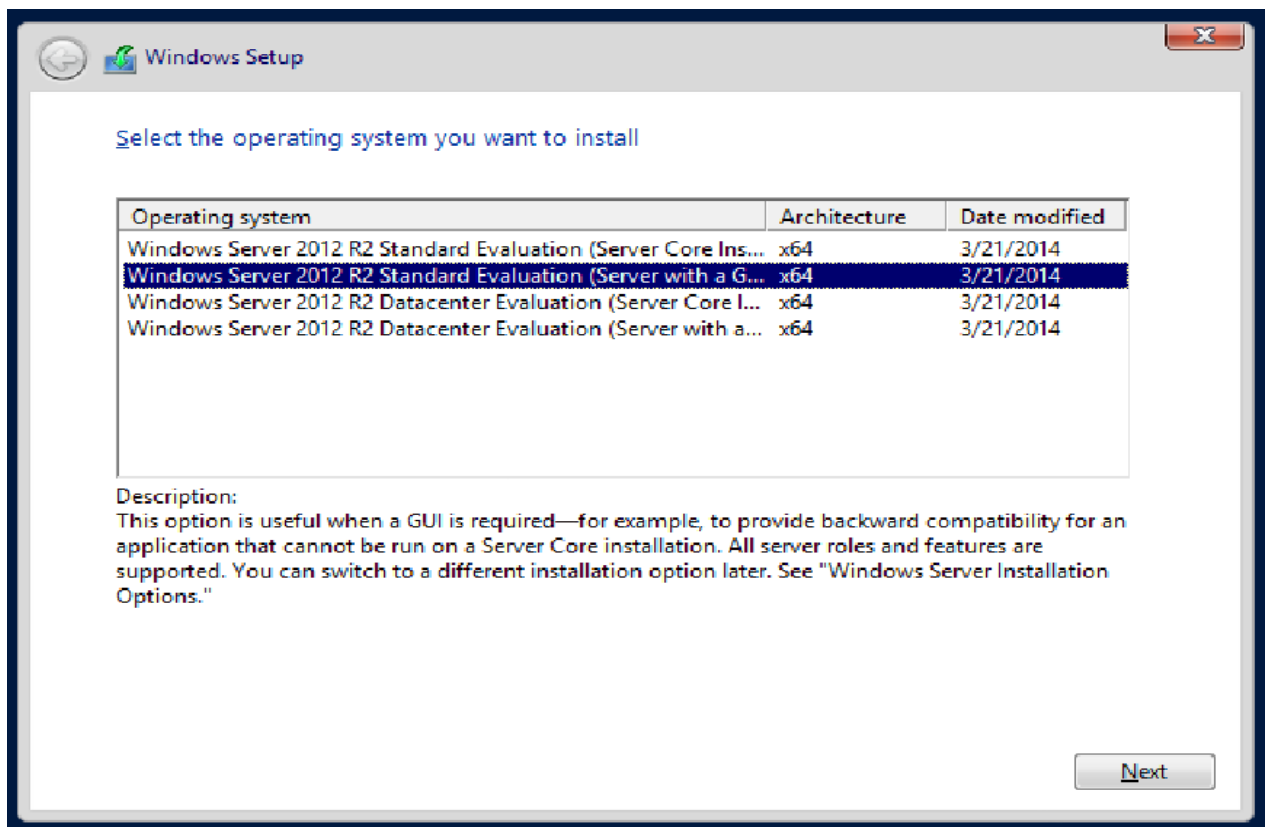 Windows Setup
Select the operating system you want to install
Operating system Architecture Date modified
Windows Server 2012 R2 Standard Evaluation (Server Core Ins... x64 3/21/2014
Windows Server 2012 R2 Standard Evaluation (Server with a G... x64 3/21/2014
Windows Server 2012 R2 Datacenter Evaluation (Server Core I... x64 3/21/2014
Windows Server 2012 R2 Datacenter Evaluation (Server with a... x64 3/21/2014
Description:
This option is useful when a GUI is required—for example, to provide backward compatibility for an
application that cannot be run on a Server Core installation. All server roles and features are
supported. You can switch to a different installation option later. See "Windows Server Installation
Options."
Next